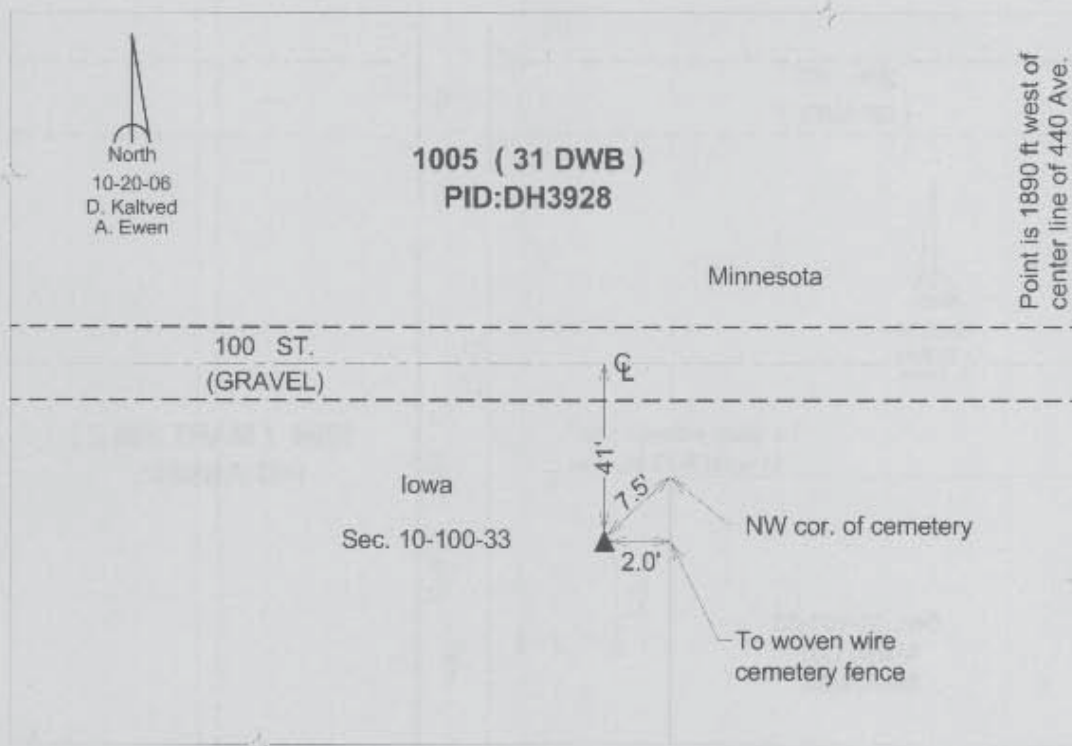 North
10-20-06
D. Kaltved
A. Ewen
1005 ( 31 DWB )
PID:DH3928
Point is 1890 ft west of
center line of 440 Ave.
Minnesota
100 ST.
(GRAVEL)
℄
41'
Iowa
7.5'
Sec. 10-100-33
NW cor. of cemetery
2.0'
To woven wire
cemetery fence